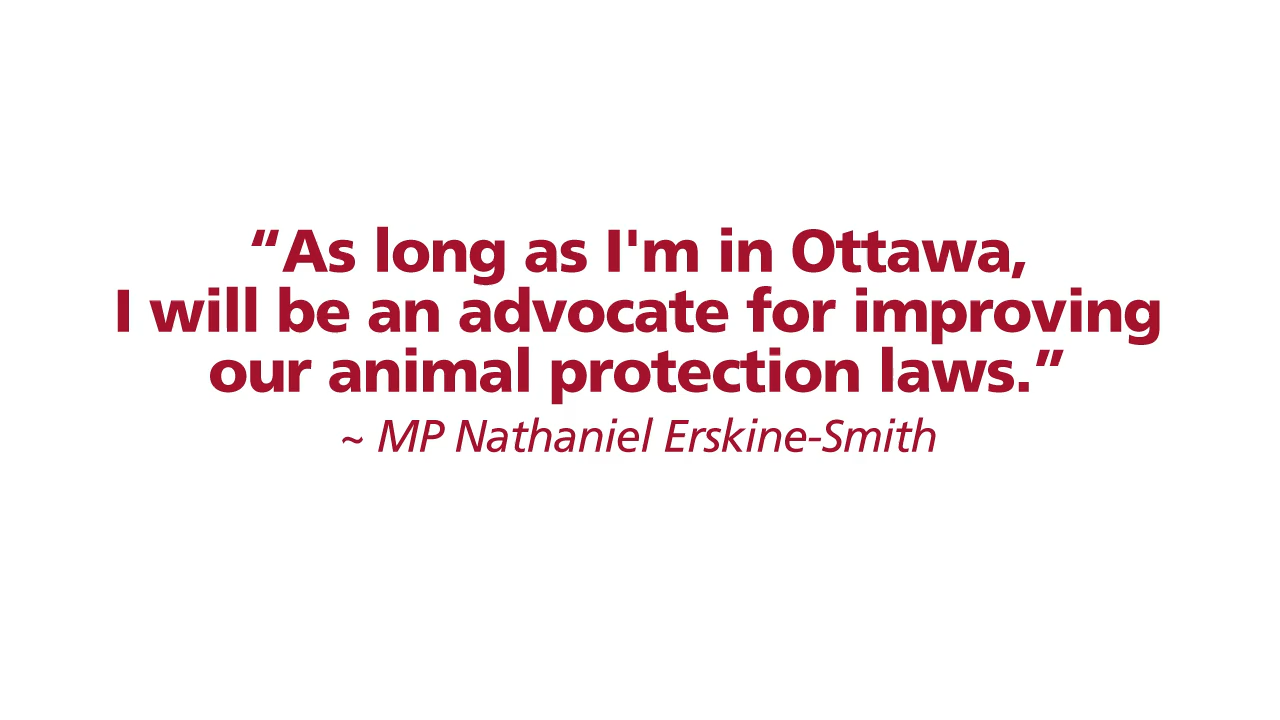 “As long as I'm in Ottawa,
I will be an advocate for improving
our animal protection laws.”
~ MP Nathaniel Erskine-Smith